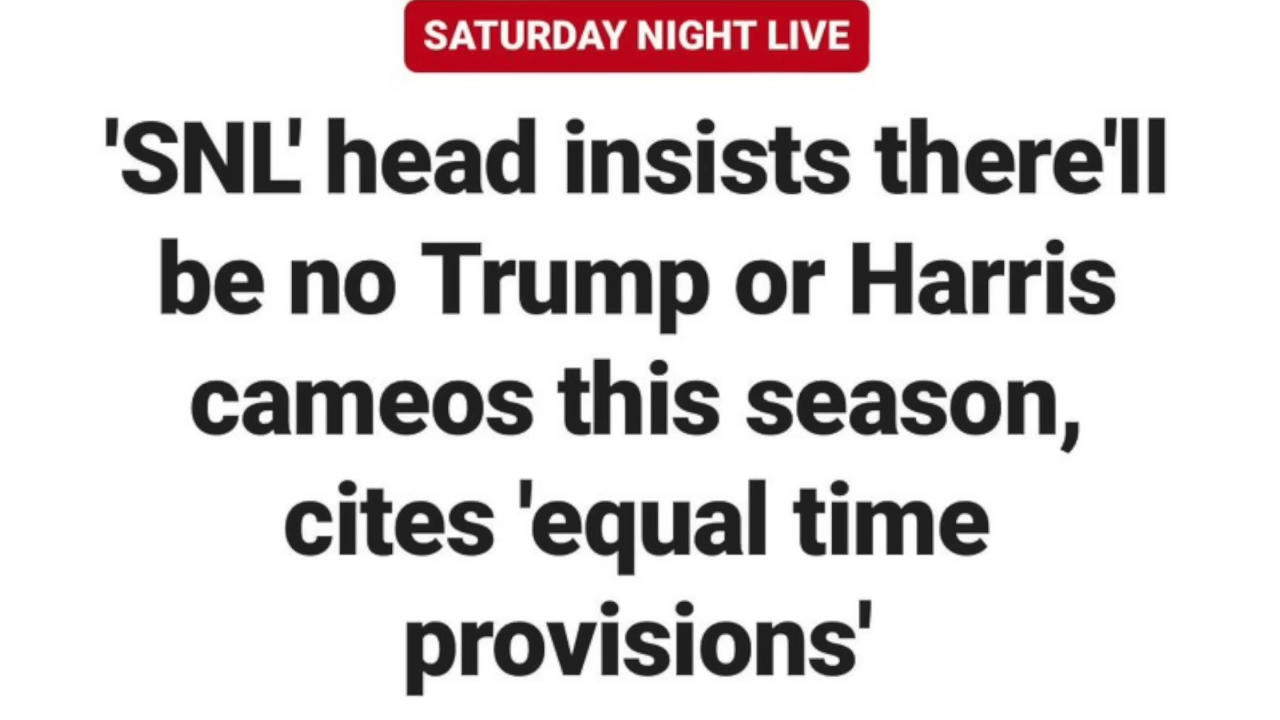 SATURDAY NIGHT LIVE
'SNL' head insists there'll
be no Trump or Harris
cameos this season,
cites 'equal time
provisions'